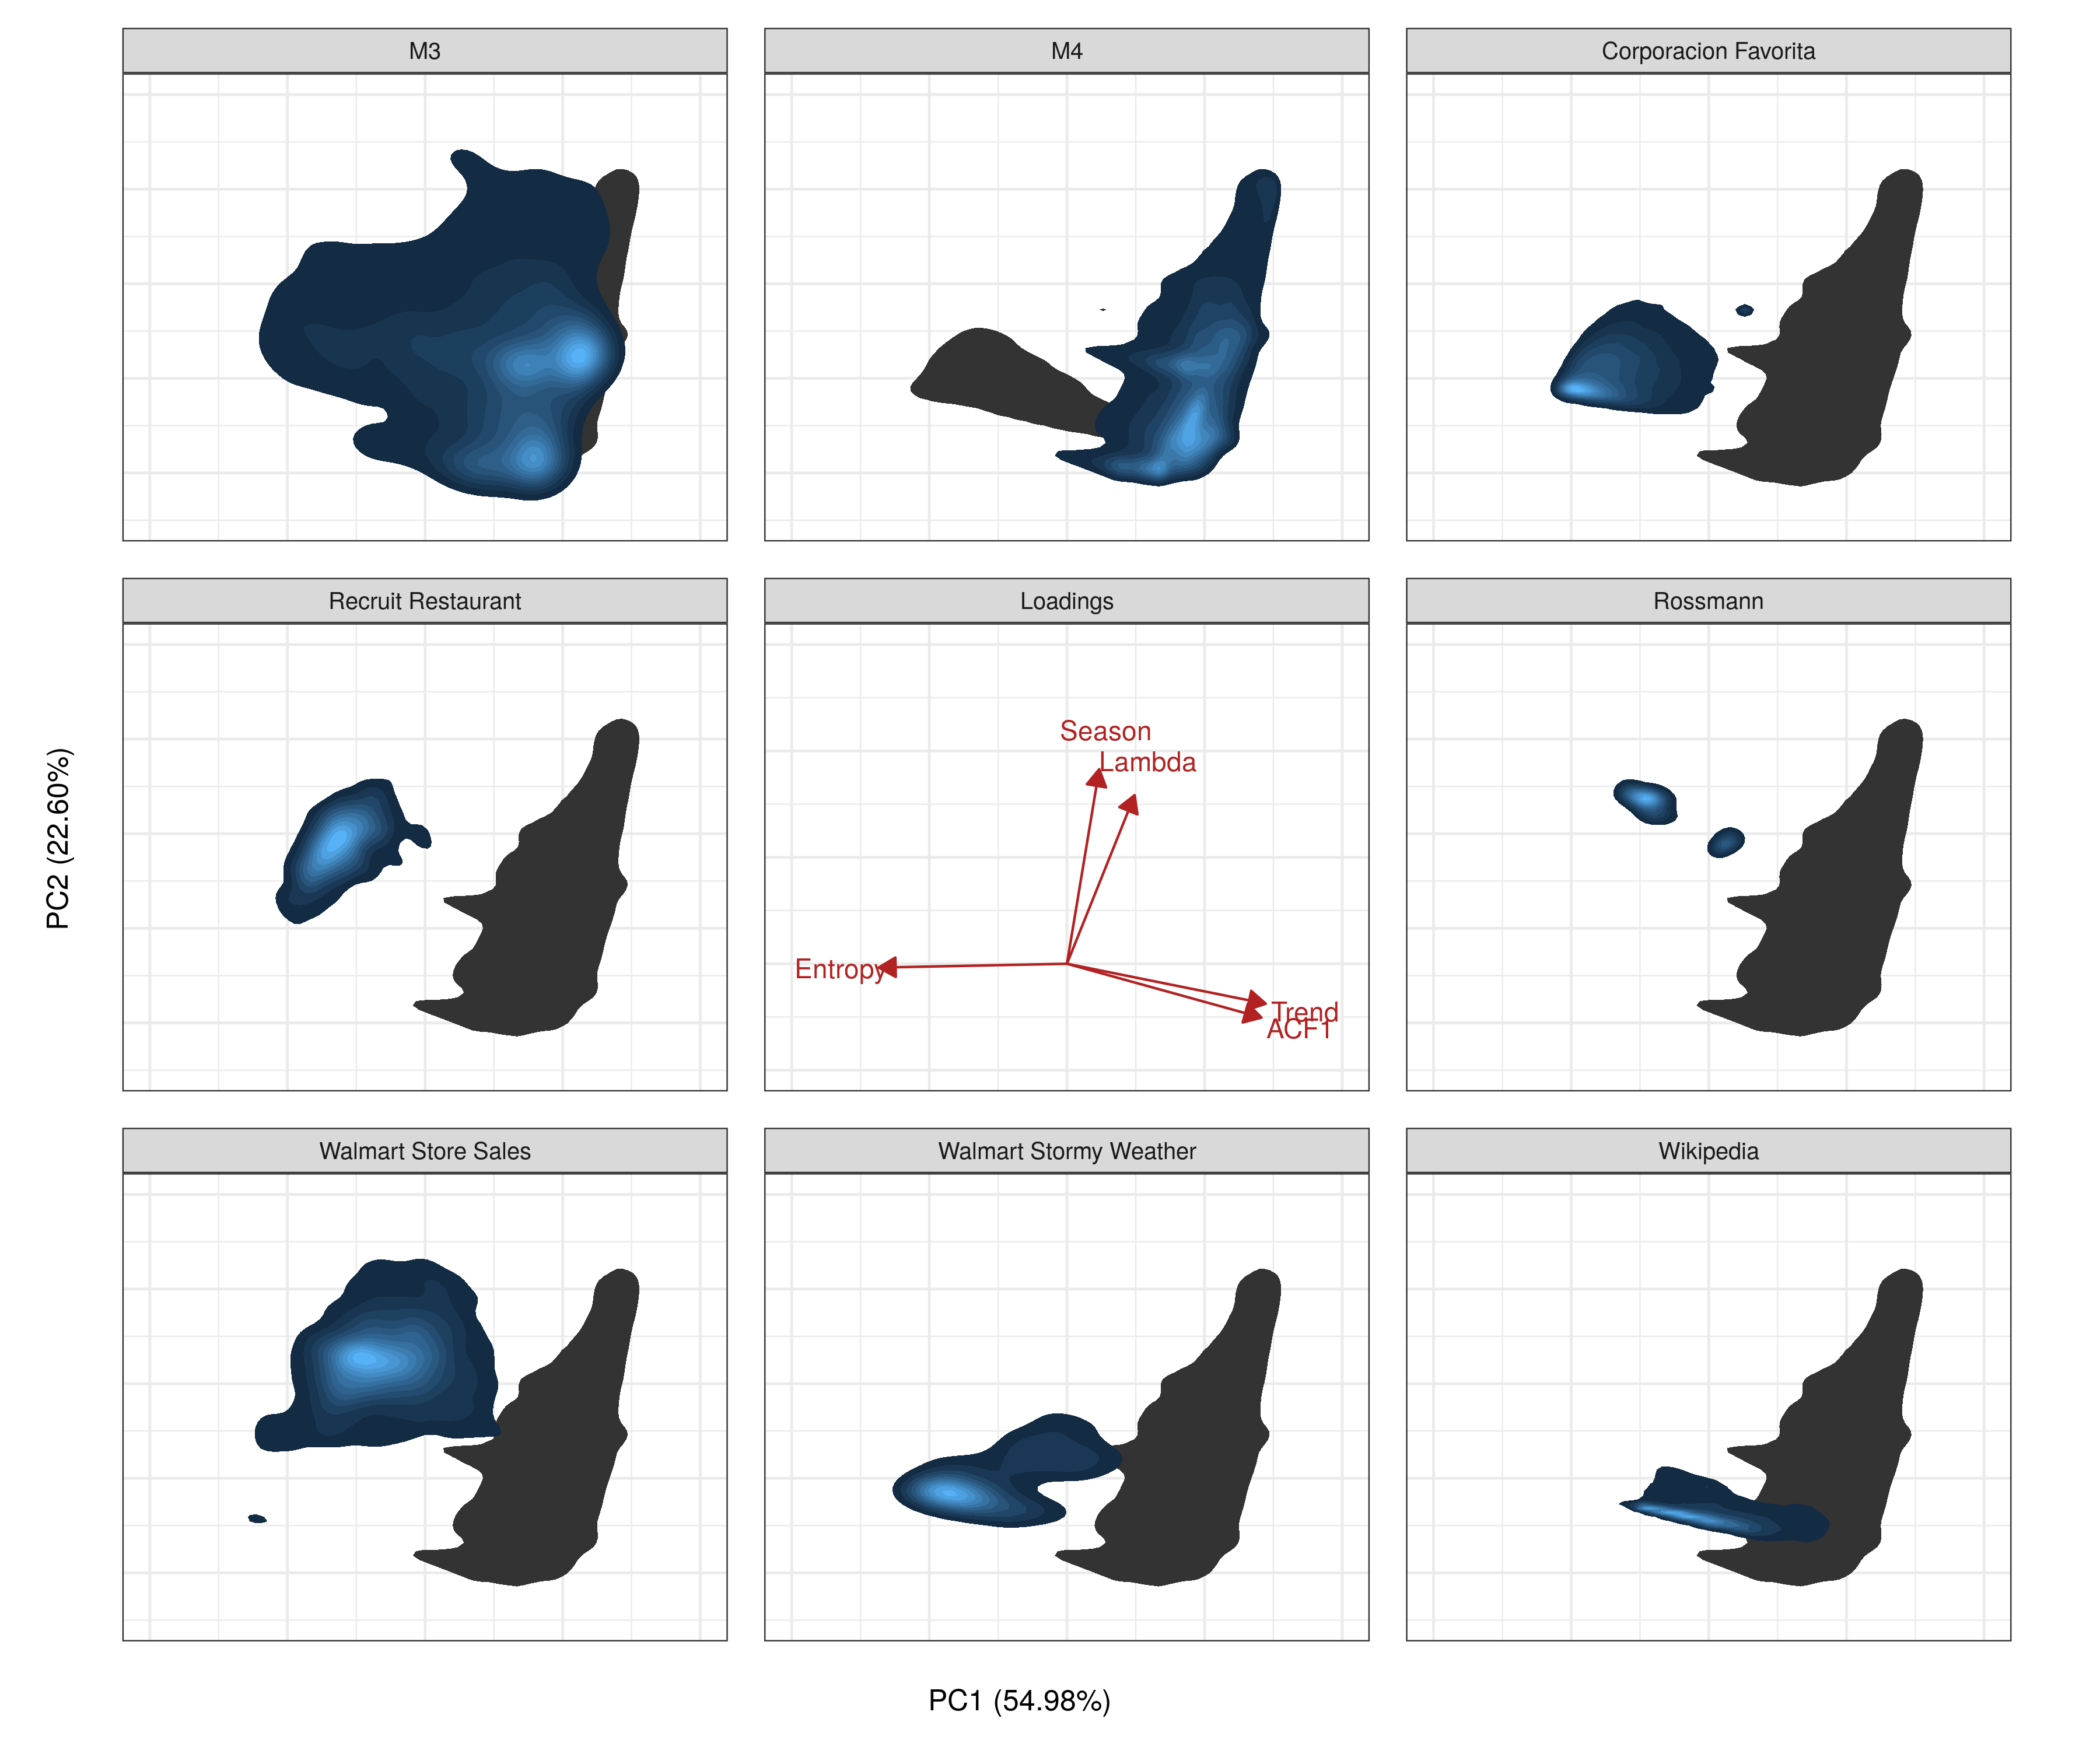 M3
M4
Corporacion Favorita
Recruit Restaurant
Loadings
Rossmann
Season
Lambda
Entropy
Trend
ACF1
PC2 (22.60%)
Walmart Store Sales
Walmart Stormy Weather
Wikipedia
PC1 (54.98%)